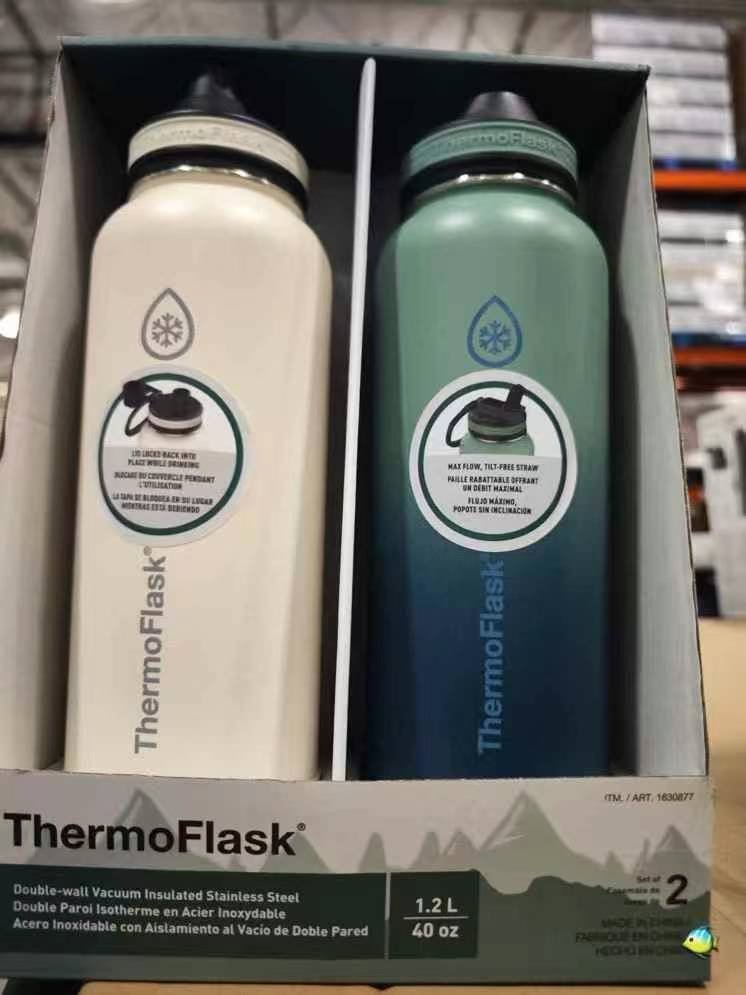 ThermoFlask
ThermoFlask
LID LOCKS BACK INTO
PLACE WHILE DRINKING
BLOCAGE DU COUVERCLE PENDANT
L'UTILISATION
LA TAPA SE BLOQUEA EN SU LUGAR
MIENTRAS ESTÁ BEBIENDO
MAX FLOW, TILT-FREE STRAW
PAILLE RABATTABLE OFFRANT
UN DÉBIT MAXIMAL
FLUJO MÁXIMO,
POPOTE SIN INCLINACIÓN
ThermoFlask®
ThermoFlask
ITM. / ART. 1630877
ThermoFlask®
Double-wall Vacuum Insulated Stainless Steel
Double Paroi Isotherme en Acier Inoxydable
Acero Inoxidable con Aislamiento al Vacío de Doble Pared
1.2 L
40 oz
Set of
Ensemble de
2
MADE IN CHINA
FABRIQUÉ EN CHINE
HECHO EN